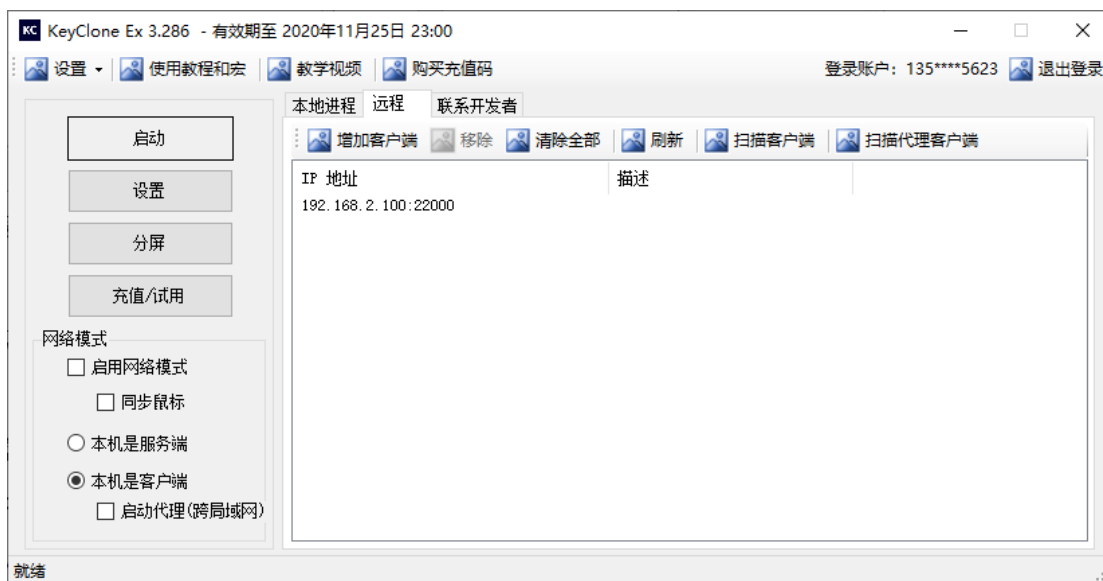 KC KeyClone Ex 3.286 - 有效期至 2020年11月25日 23:00
设置 使用教程和宏 教学视频 购买充值码 登录账户: 135****5623 退出登录
本地进程 远程 联系开发者
启动
设置
分屏
充值/试用
网络模式
启用网络模式
同步鼠标
本机是服务端
本机是客户端
启动代理(跨局域网)
增加客户端 移除 清除全部 刷新 扫描客户端 扫描代理客户端
IP 地址 描述
192.168.2.100:22000
就绪